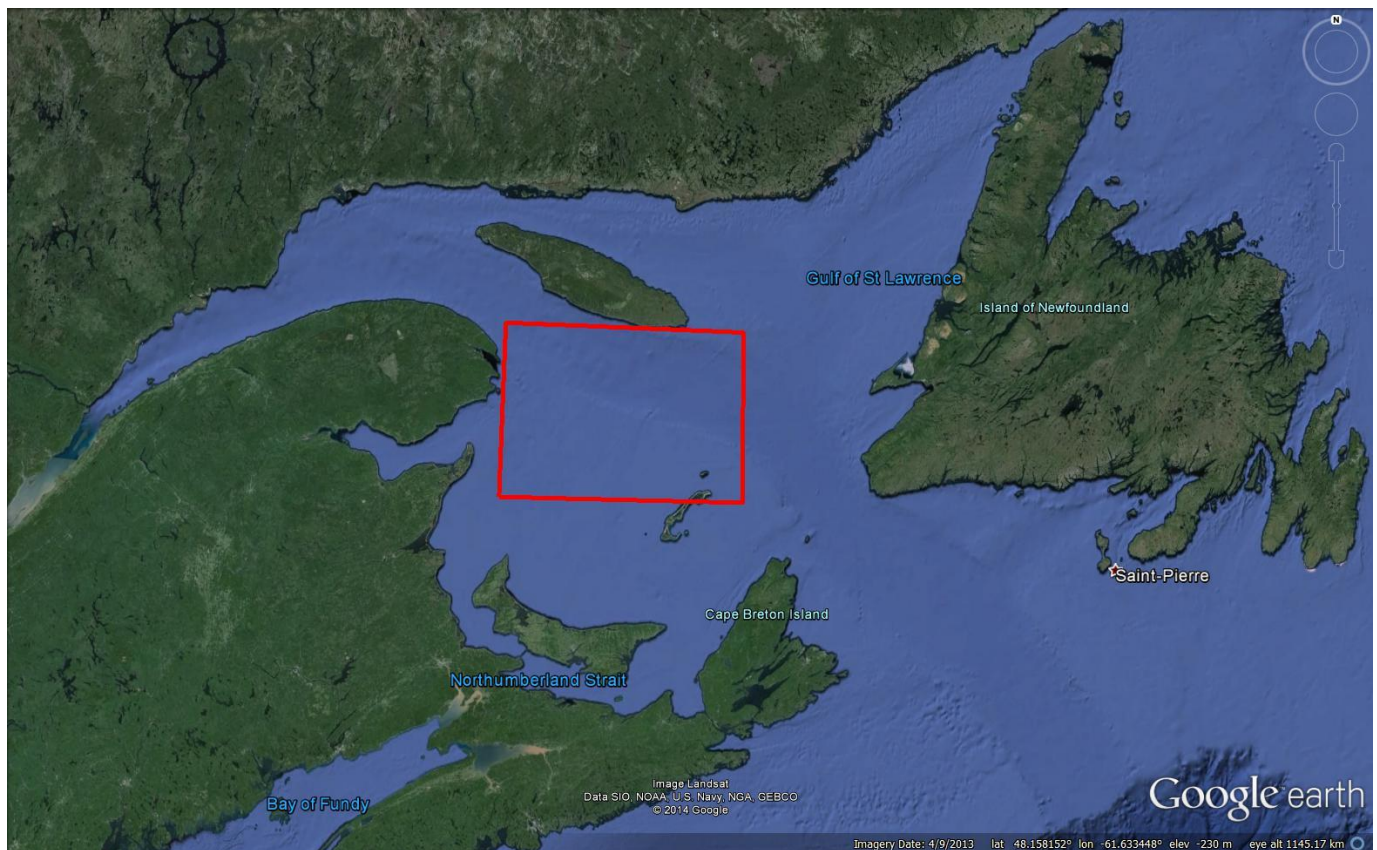 N
Gulf of St Lawrence
Island of Newfoundland
Saint-Pierre
Cape Breton Island
Northumberland Strait
Bay of Fundy
Image Landsat
Data SIO, NOAA, U.S. Navy, NGA, GEBCO
© 2014 Google
Google earth
Imagery Date: 4/9/2013 lat 48.158152° lon -61.633448° elev -230 m eye alt 1145.17 km